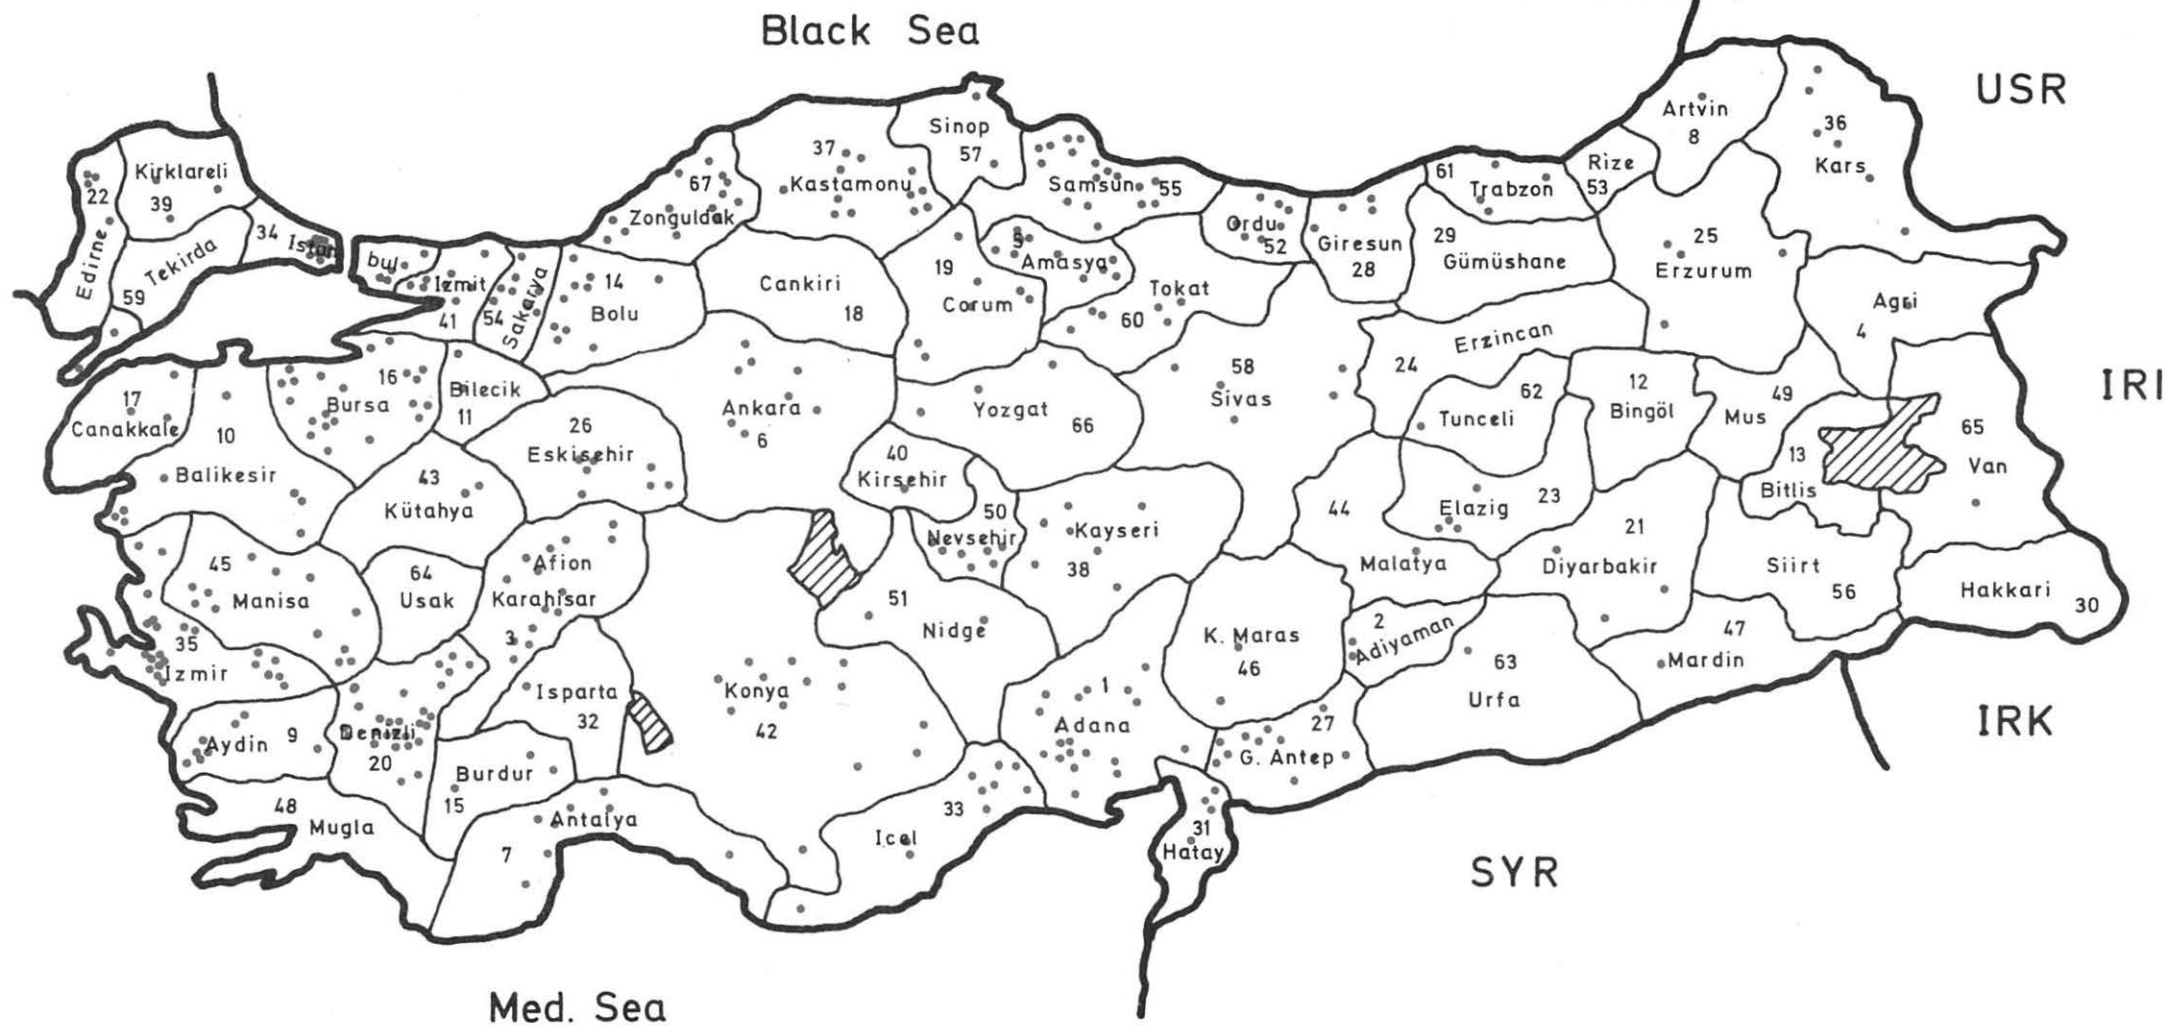 Black Sea
USR
Artvin
8
36
Kars
Sinop
57
37
Kastamonu
Samsun 55
61
Trabzon
Rize
53
Kirklareli
39
22
Edirne
67
Zonguldak
34 Istan
bul
Tekirda
59
Izmit
41
54
Sakarya
14
Bolu
Cankiri
18
19
Corum
5
Amasya
Tokat
60
Ordu
52
Giresun
28
29
Gümüshane
25
Erzurum
Agri
4
Erzincan
24
58
Sivas
62
Tunceli
12
Bingöl
49
Mus
IRI
17
Canakkale
10
Balikesir
16
Bursa
Bilecik
11
26
Eskisehir
Ankara
6
Yozgat
66
40
Kirsehir
65
Van
13
Bitlis
43
Kütahya
50
Nevsehir
Kayseri
38
44
Malatya
Elazig
23
21
Diyarbakir
Siirt
56
Hakkari
30
45
Manisa
64
Usak
Afion
Karahisar
3
51
Nidge
K. Maras
46
2
Adiyaman
47
Mardin
63
Urfa
35
Izmir
Isparta
32
Konya
42
1
Adana
27
G. Antep
IRK
Aydin 9
Denizli
20
Burdur
15
48
Mugla
Antalya
7
33
Icel
31
Hatay
SYR
Med. Sea